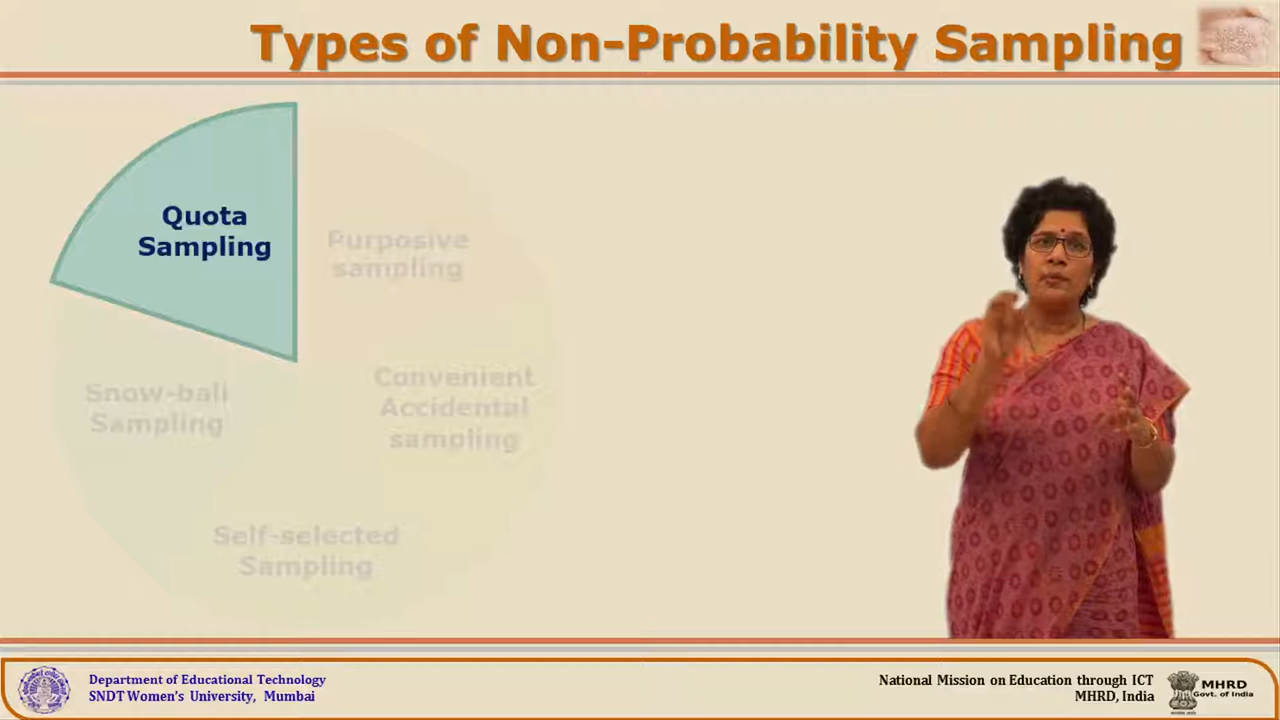 Types of Non-Probability Sampling
Quota
Sampling
Purposive
sampling
Snow-ball
Sampling
Convenient
Accidental
sampling
Self-selected
Sampling
Department of Educational Technology
SNDT Women's University, Mumbai
National Mission on Education through ICT
MHRD, India
MHRD
Govt. of India